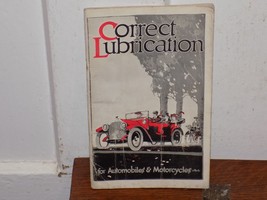 Correct
Lubrication
for Automobiles & Motorcycles